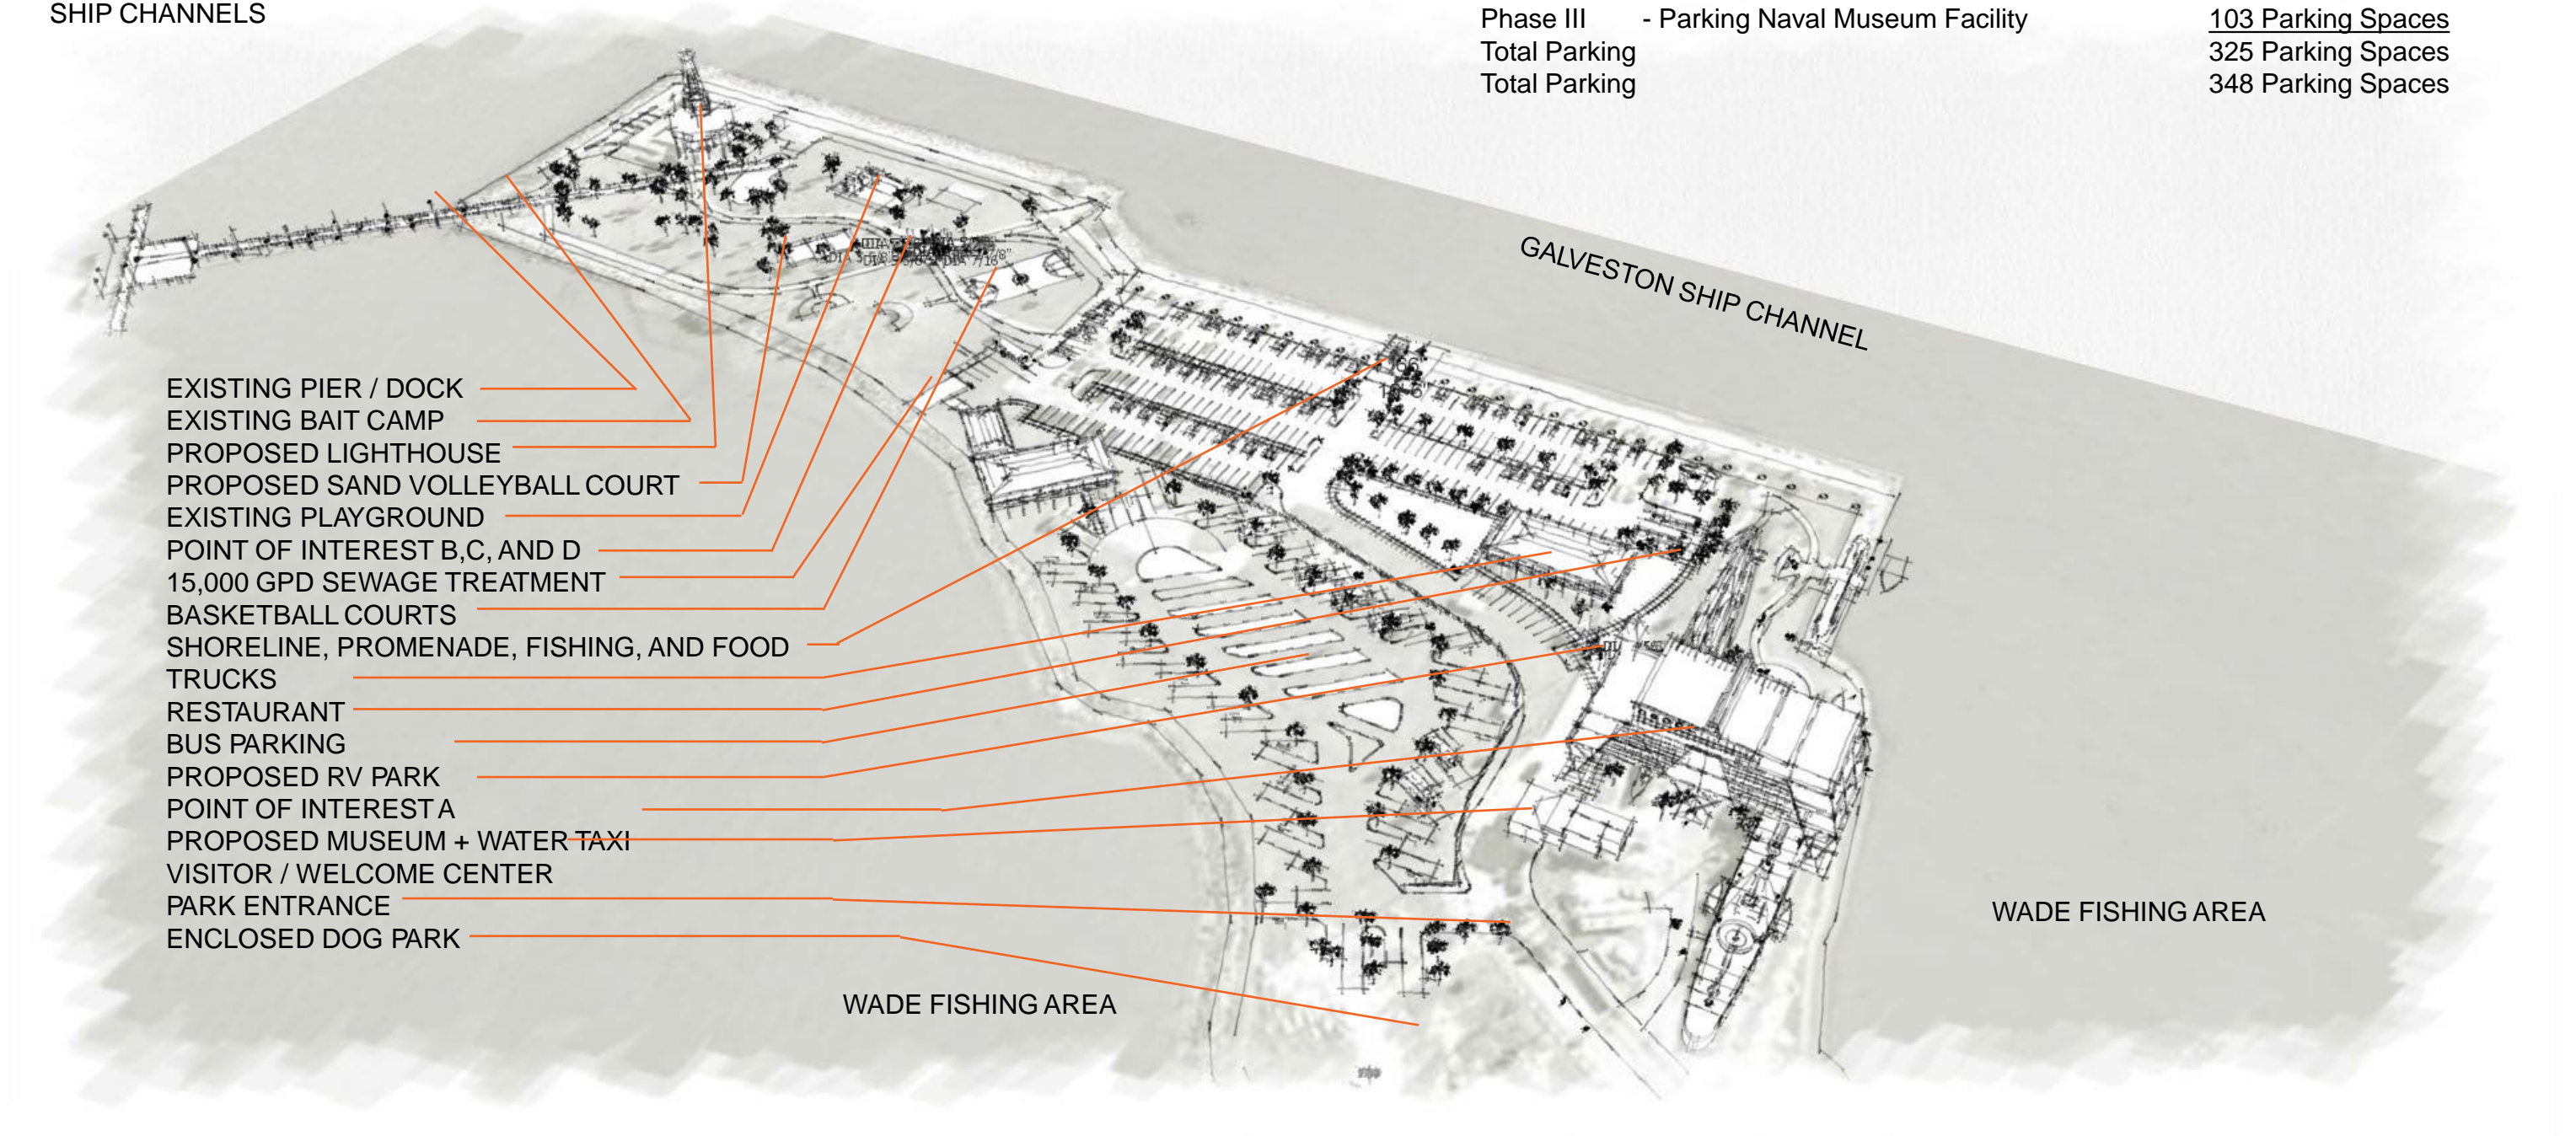 SHIP CHANNELS
Phase III - Parking Naval Museum Facility 103 Parking Spaces
Total Parking 325 Parking Spaces
Total Parking 348 Parking Spaces
GALVESTON SHIP CHANNEL
EXISTING PIER / DOCK
EXISTING BAIT CAMP
PROPOSED LIGHTHOUSE
PROPOSED SAND VOLLEYBALL COURT
EXISTING PLAYGROUND
POINT OF INTEREST B,C, AND D
15,000 GPD SEWAGE TREATMENT
BASKETBALL COURTS
SHORELINE, PROMENADE, FISHING, AND FOOD
TRUCKS
RESTAURANT
BUS PARKING
PROPOSED RV PARK
POINT OF INTEREST A
PROPOSED MUSEUM + WATER TAXI
VISITOR / WELCOME CENTER
PARK ENTRANCE
ENCLOSED DOG PARK
WADE FISHING AREA
WADE FISHING AREA